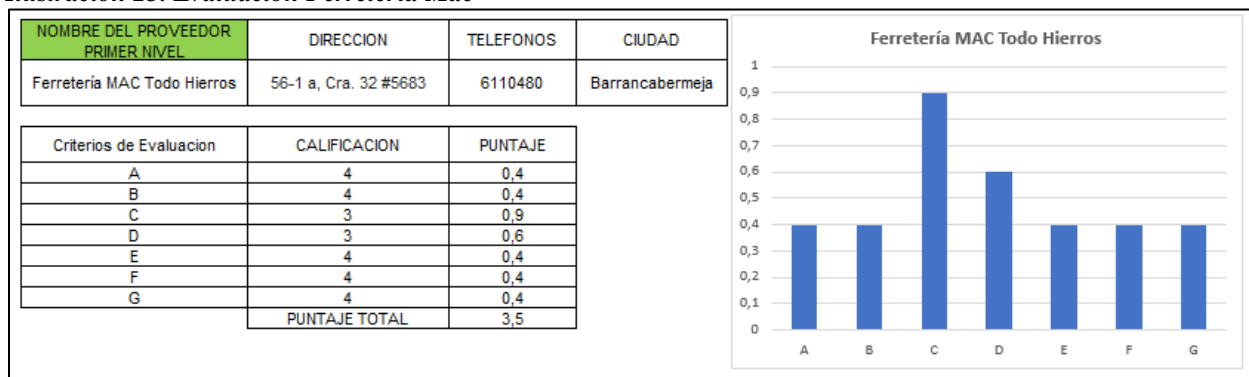 NOMBRE DEL PROVEEDOR PRIMER NIVEL DIRECCION TELEFONOS CIUDAD
Ferretería MAC Todo Hierros 56-1 a, Cra. 32 #5683 6110480 Barrancabermeja
Criterios de Evaluacion CALIFICACION PUNTAJE
A 4 0,4
B 4 0,4
C 3 0,9
D 3 0,6
E 4 0,4
F 4 0,4
G 4 0,4
PUNTAJE TOTAL 3,5
Ferretería MAC Todo Hierros
1
0,9
0,8
0,7
0,6
0,5
0,4
0,3
0,2
0,1
0
A B C D E F G